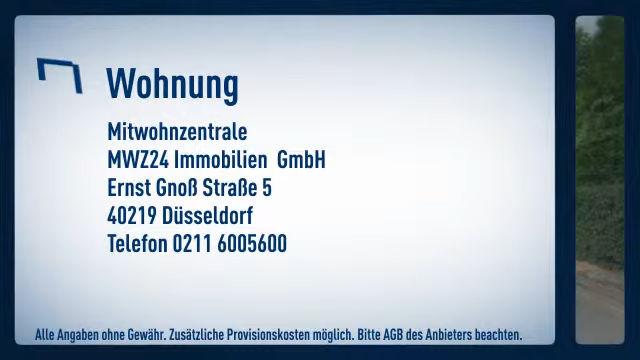 Wohnung
Mitwohnzentrale
MWZ24 Immobilien GmbH
Ernst Gnoß Straße 5
40219 Düsseldorf
Telefon 0211 6005600
Alle Angaben ohne Gewähr. Zusätzliche Provisionskosten möglich. Bitte AGB des Anbieters beachten.